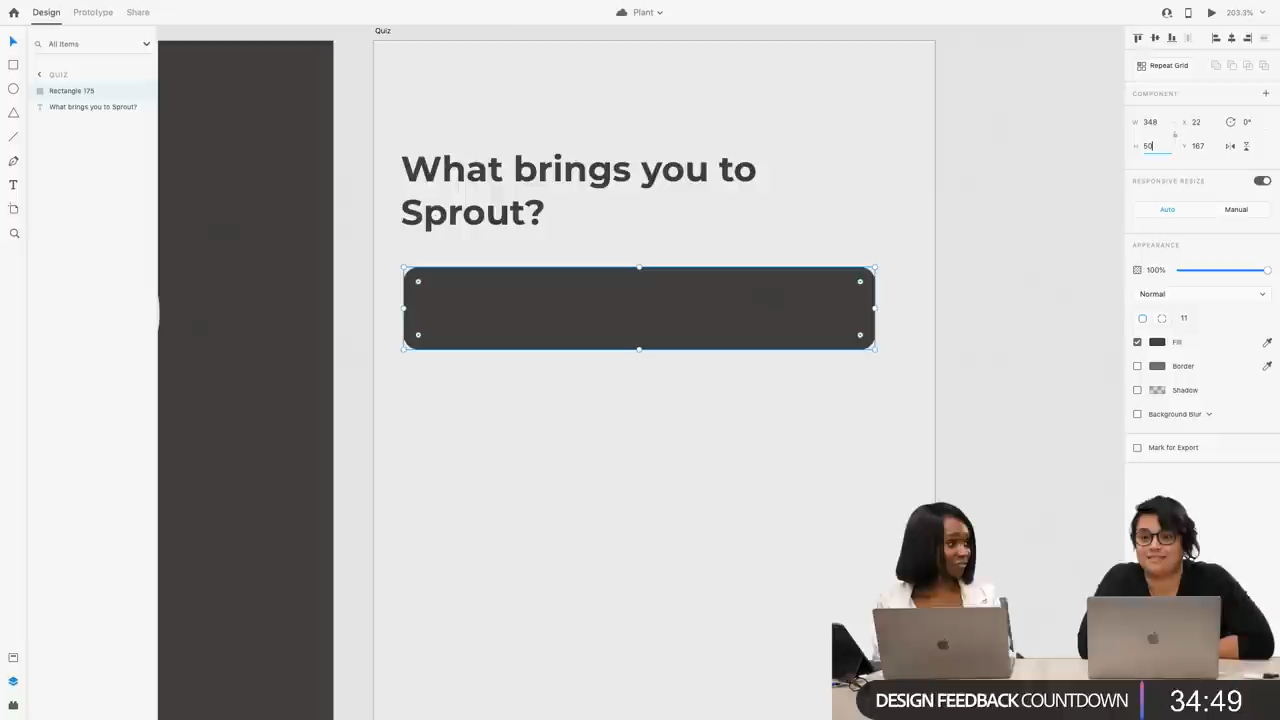 Design
Prototype
Share
Plant
203.3%
All Items
QUIZ
Rectangle 175
What brings you to Sprout?
Quiz
What brings you to
Sprout?
Repeat Grid
COMPONENT
W 348 X 22 0°
H 50 Y 167
RESPONSIVE RESIZE
Auto Manual
APPEARANCE
100%
Normal
11
Fill
Border
Shadow
Background Blur
Mark for Export
DESIGN FEEDBACK COUNTDOWN 34:49